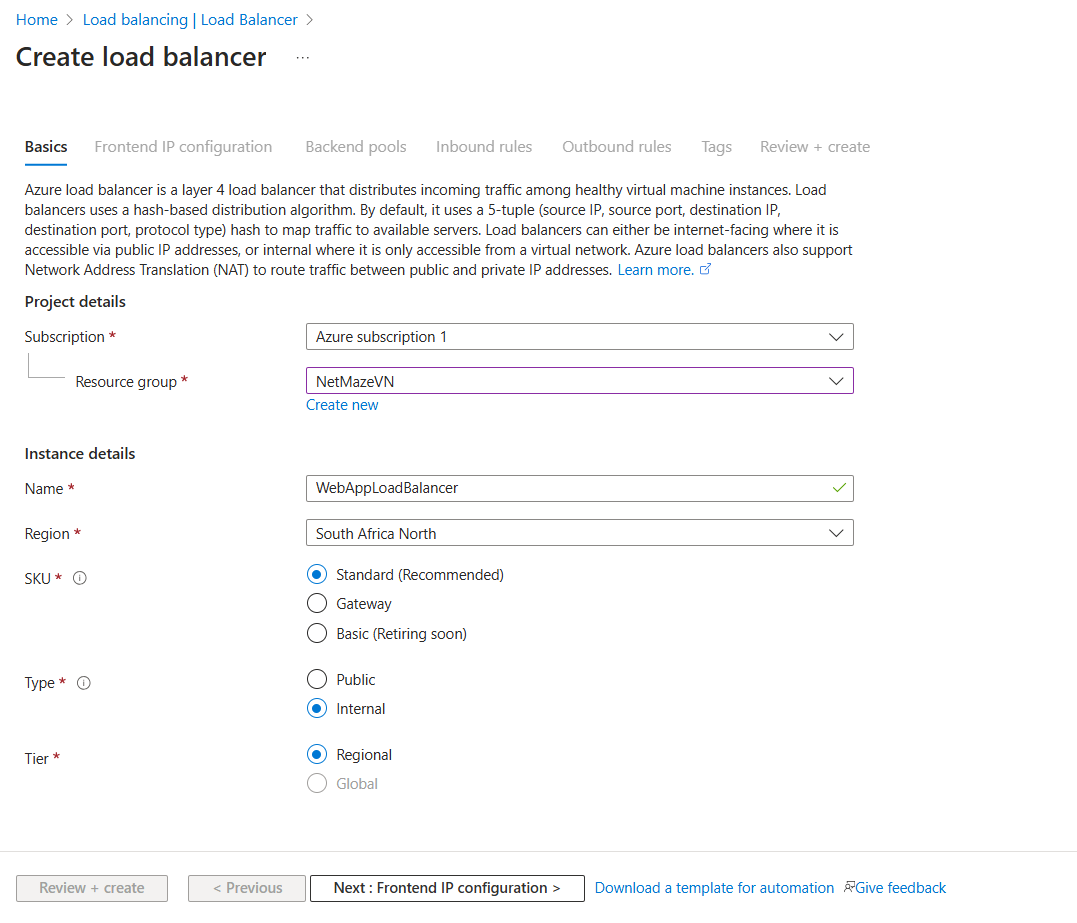 Home > Load balancing | Load Balancer >
Create load balancer ...
Basics Frontend IP configuration Backend pools Inbound rules Outbound rules Tags Review + create
Azure load balancer is a layer 4 load balancer that distributes incoming traffic among healthy virtual machine instances. Load
balancers uses a hash-based distribution algorithm. By default, it uses a 5-tuple (source IP, source port, destination IP,
destination port, protocol type) hash to map traffic to available servers. Load balancers can either be internet-facing where it is
accessible via public IP addresses, or internal where it is only accessible from a virtual network. Azure load balancers also support
Network Address Translation (NAT) to route traffic between public and private IP addresses. Learn more.
Project details
Subscription * Azure subscription 1
Resource group * NetMazeVN
Create new
Instance details
Name * WebAppLoadBalancer
Region * South Africa North
SKU * Standard (Recommended)
Gateway
Basic (Retiring soon)
Type * Public
Internal
Tier * Regional
Global
Review + create < Previous Next : Frontend IP configuration > Download a template for automation Give feedback